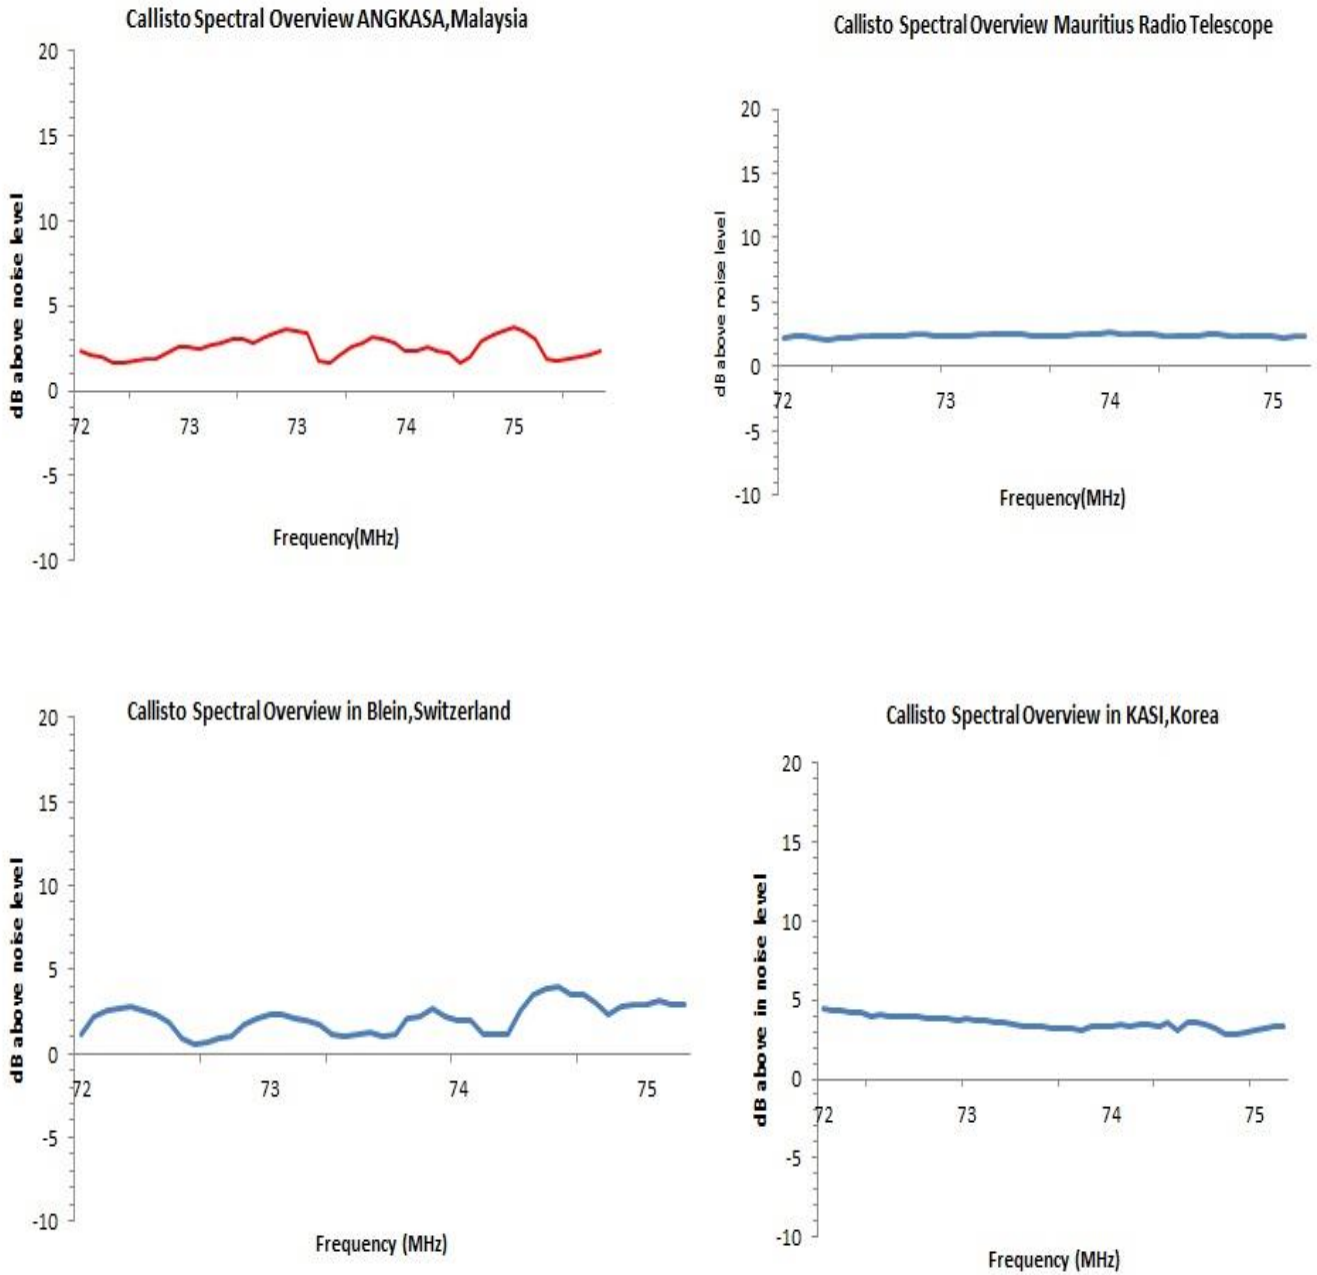 Callisto Spectral Overview ANGKASA,Malaysia
20
15
10
5
0
-5
-10
dB above noise level
72 73 73 74 75
Frequency(MHz)
Callisto Spectral Overview Mauritius Radio Telescope
20
15
10
5
0
-5
-10
dB above noise level
72 73 74 75
Frequency(MHz)
Callisto Spectral Overview in Blein,Switzerland
20
15
10
5
0
-5
-10
dB above noise level
72 73 74 75
Frequency (MHz)
Callisto Spectral Overview in KASI,Korea
20
15
10
5
0
-5
-10
dB above in noise level
72 73 74 75
Frequency (MHz)